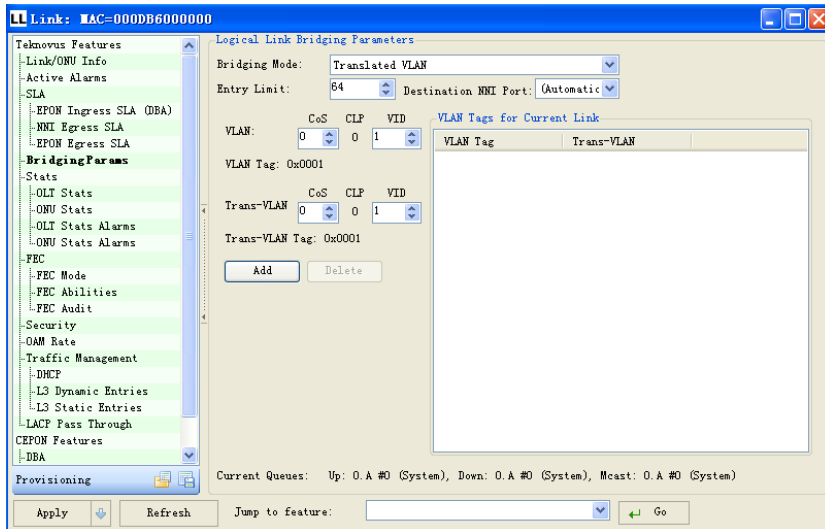 LL Link: MAC=000DB6000000
Teknovus Features
Link/ONU Info
Active Alarms
SLA
EPON Ingress SLA (DBA)
NNI Egress SLA
EPON Egress SLA
BridgingParams
Stats
OLT Stats
ONU Stats
OLT Stats Alarms
ONU Stats Alarms
FEC
FEC Mode
FEC Abilities
FEC Audit
Security
OAM Rate
Traffic Management
DHCP
L3 Dynamic Entries
L3 Static Entries
LACP Pass Through
CEPON Features
DBA
Provisioning
Logical Link Bridging Parameters
Bridging Mode: Translated VLAN
Entry Limit: 64 Destination NNI Port: (Automatic
CoS CLP VID
VLAN: 0 0 1
VLAN Tag: 0x0001
CoS CLP VID
Trans-VLAN 0 0 1
Trans-VLAN Tag: 0x0001
Add Delete
VLAN Tags for Current Link
VLAN Tag Trans-VLAN
Current Queues: Up: 0.A #0 (System), Down: 0.A #0 (System), Mcast: 0.A #0 (System)
Apply Refresh Jump to feature: Go